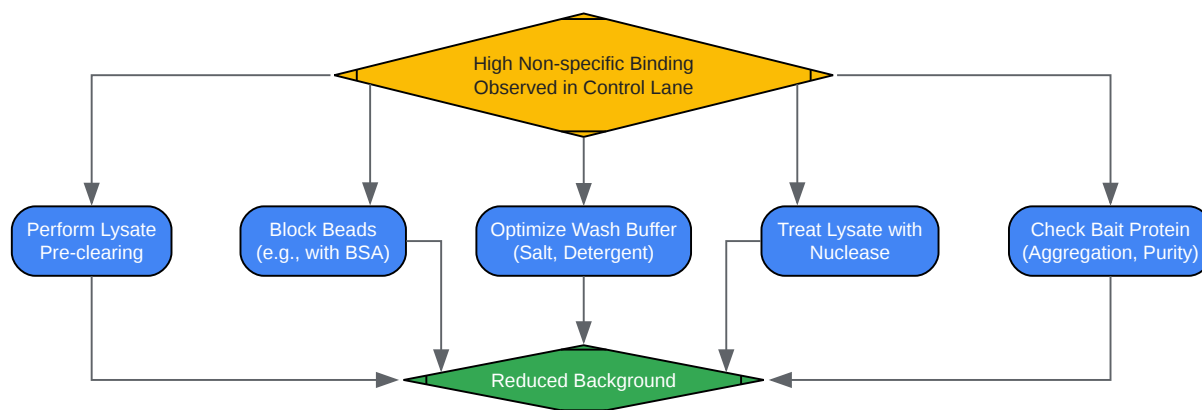 High Non-specific Binding
Observed in Control Lane
Perform Lysate
Pre-clearing
Block Beads
(e.g., with BSA)
Optimize Wash Buffer
(Salt, Detergent)
Treat Lysate with
Nuclease
Check Bait Protein
(Aggregation, Purity)
Reduced Background